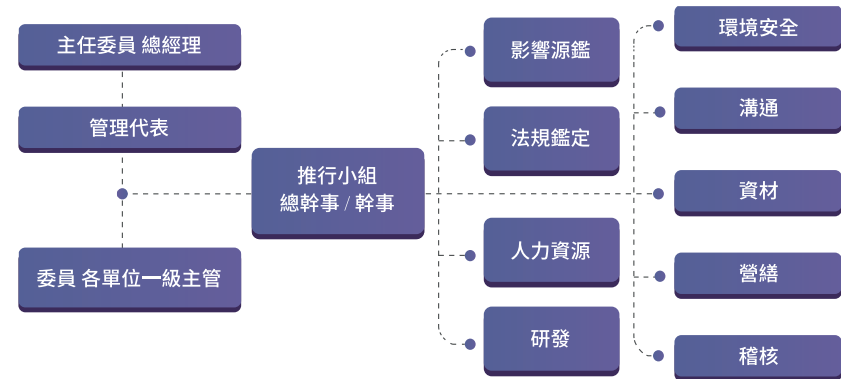 主任委員 總經理
管理代表
委員 各單位一級主管
推行小組
總幹事 / 幹事
影響源鑑
法規鑑定
人力資源
研發
環境安全
溝通
資材
營繕
稽核